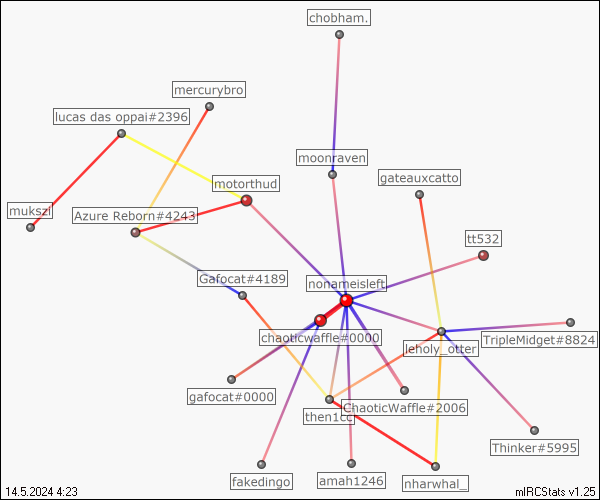 chobham.
mercurybro
lucas das oppai#2396
moonraven
gateauxcatto
motorthud
mukszi
Azure Reborn#4243
tt532
Gafocat#4189
nonameisleft
chaoticwaffle#0000
leholy_otter
TripleMidget#8824
gafocat#0000
ChaoticWaffle#2006
then1cc
Thinker#5995
fakedingo
amah1246
nharwhal_
14.5.2024 4:23
mIRCStats v1.25